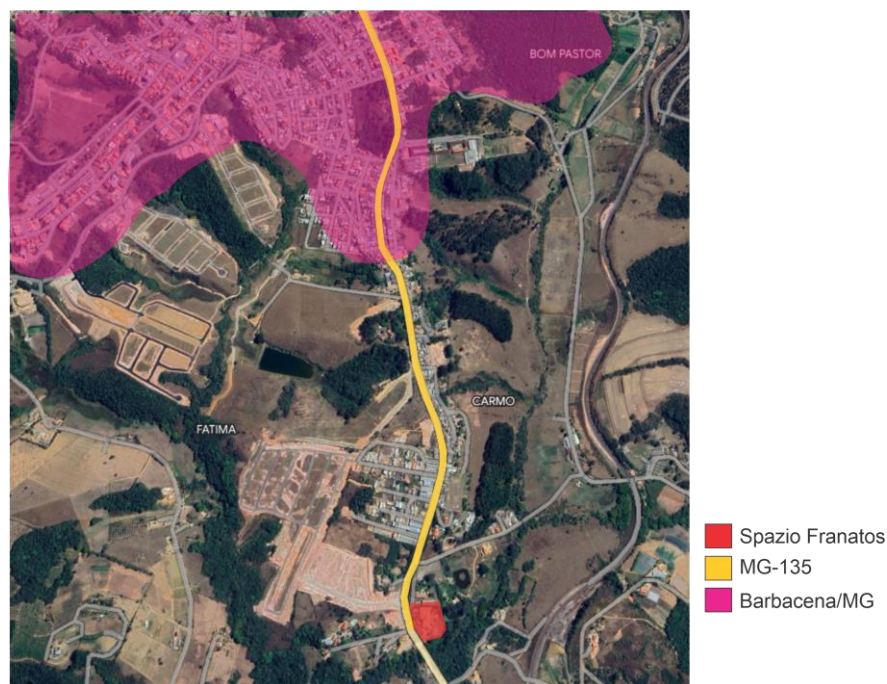 BOM PASTOR
CARMO
FATIMA
Spazio Franatos
MG-135
Barbacena/MG